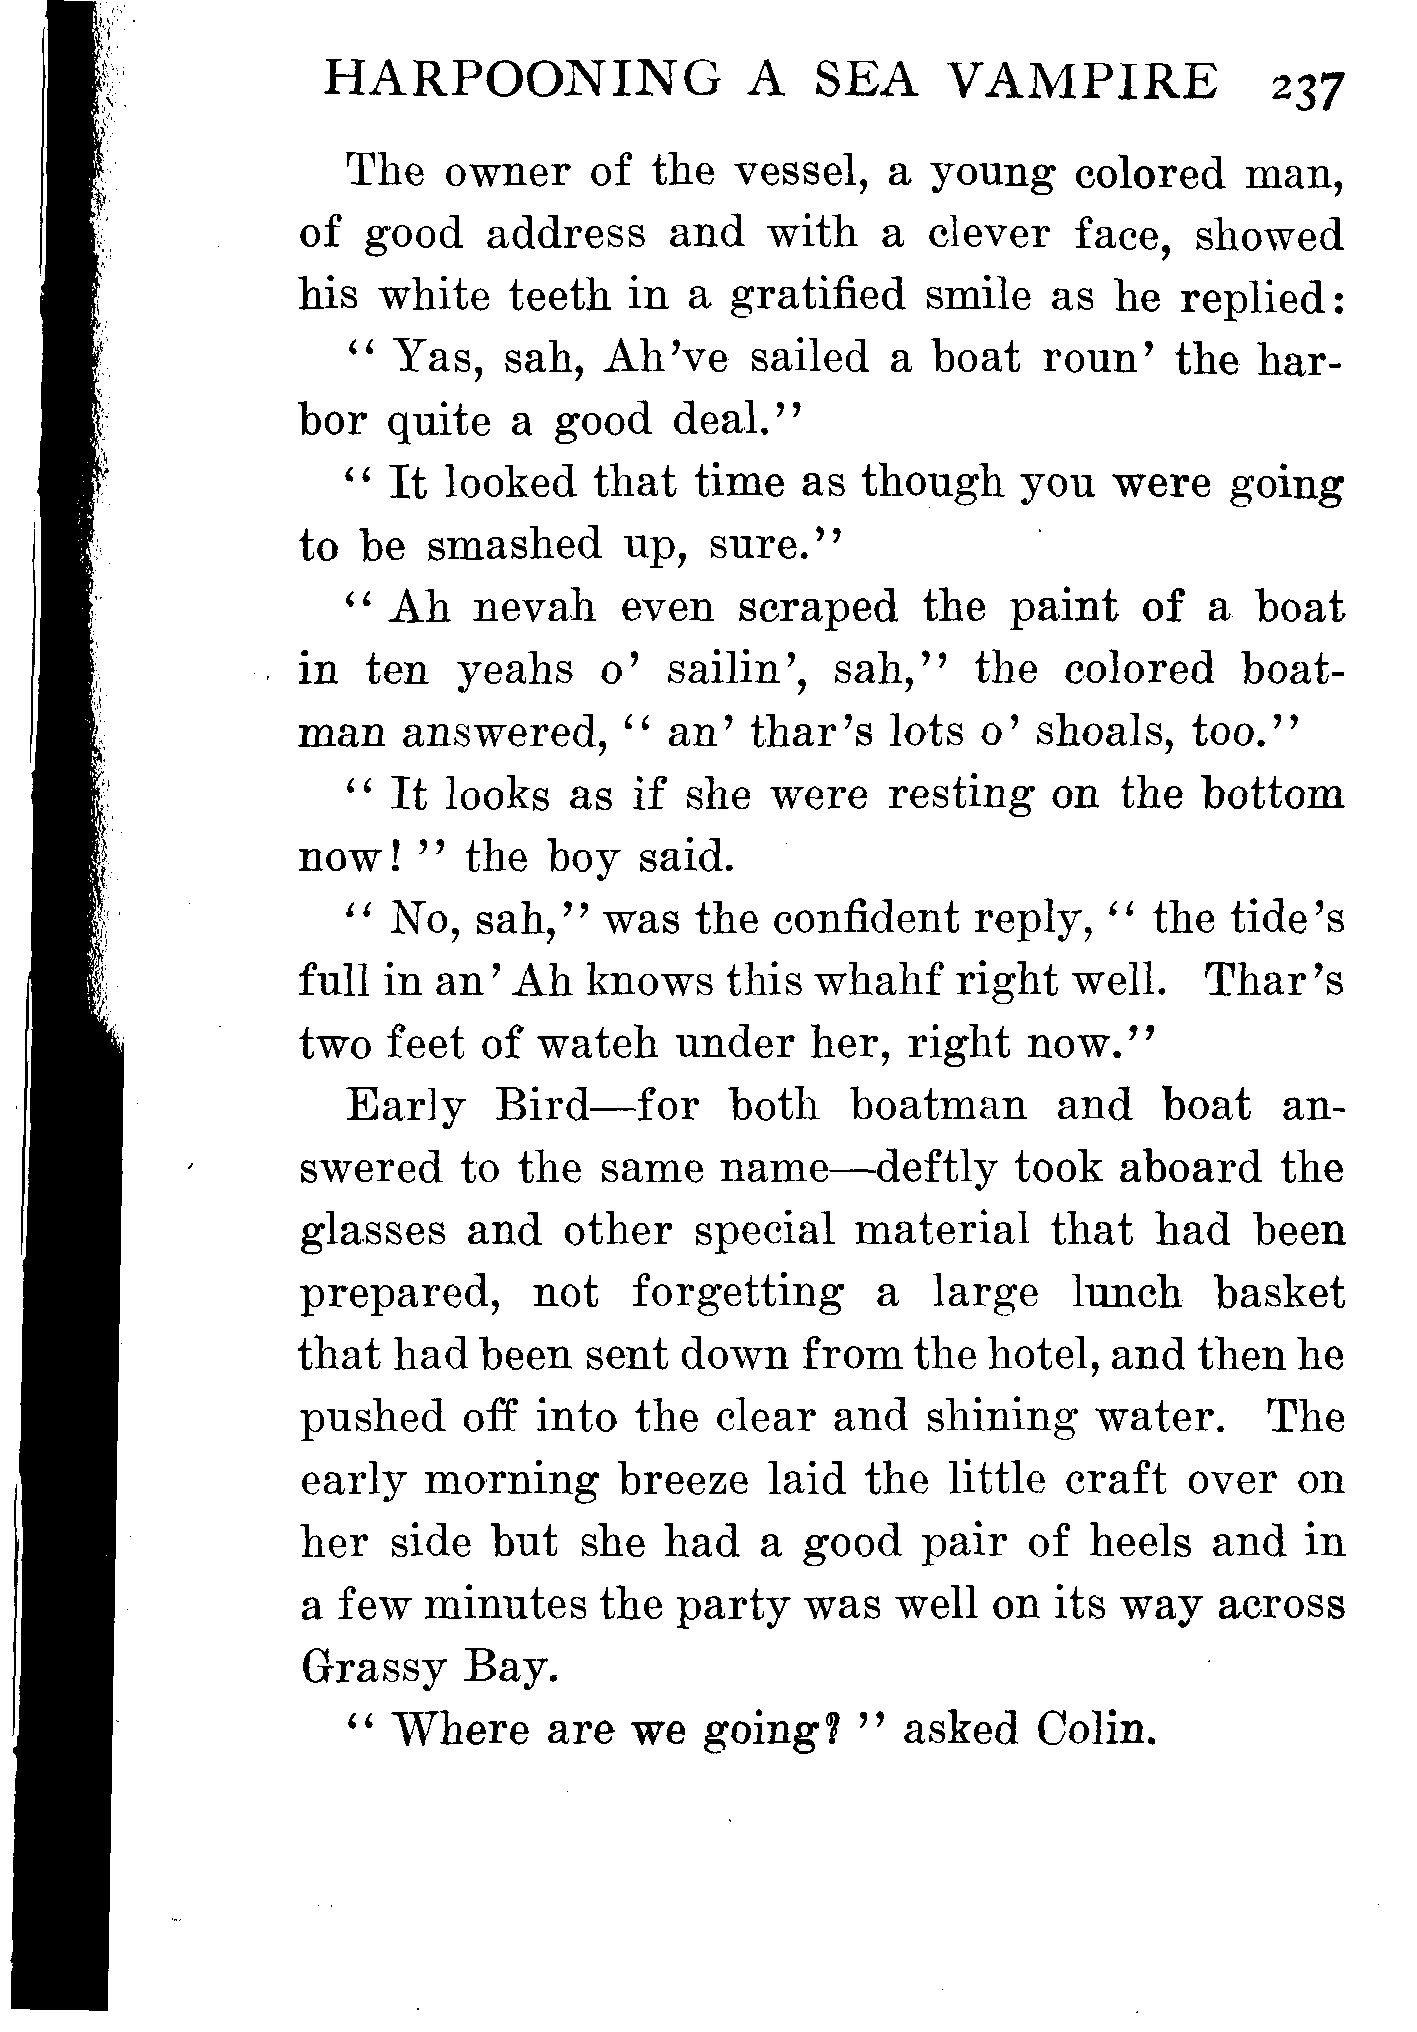 HARPOONING A SEA VAMPIRE 237
The owner of the vessel, a young colored man,
of good address and with a clever face, showed
his white teeth in a gratified smile as he replied:
“ Yas, sah, Ah’ve sailed a boat roun’ the har-
bor quite a good deal.”
“ It looked that time as though you were going
to be smashed up, sure.”
“ Ah nevah even scraped the paint of a boat
in ten yeahs o’ sailin’, sah,” the colored boat-
man answered, “ an’ thar’s lots o’ shoals, too.”
“ It looks as if she were resting on the bottom
now! ” the boy said.
“ No, sah,” was the confident reply, “ the tide’s
full in an’ Ah knows this whahf right well. Thar’s
two feet of wateh under her, right now.”
Early Bird—for both boatman and boat an-
swered to the same name—deftly took aboard the
glasses and other special material that had been
prepared, not forgetting a large lunch basket
that had been sent down from the hotel, and then he
pushed off into the clear and shining water. The
early morning breeze laid the little craft over on
her side but she had a good pair of heels and in
a few minutes the party was well on its way across
Grassy Bay.
“ Where are we going? ” asked Colin.